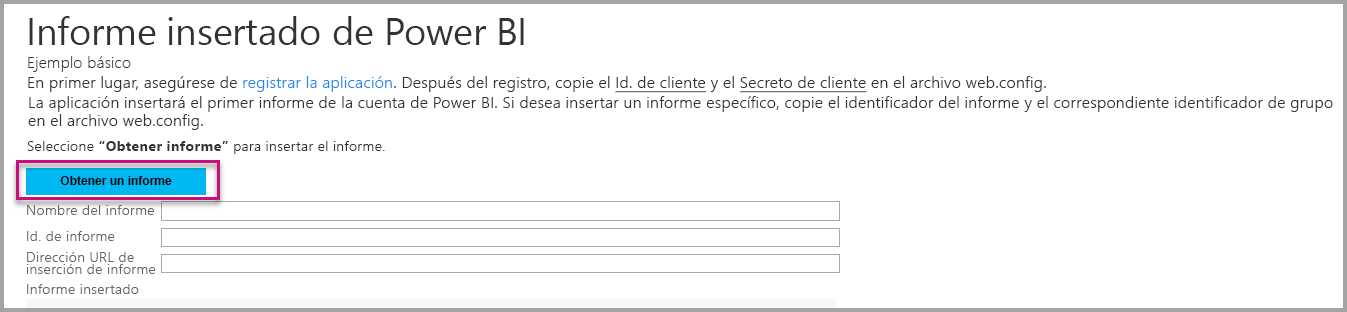 Informe insertado de Power BI
Ejemplo básico
En primer lugar, asegúrese de registrar la aplicación. Después del registro, copie el Id. de cliente y el Secreto de cliente en el archivo web.config.
La aplicación insertará el primer informe de la cuenta de Power BI. Si desea insertar un informe específico, copie el identificador del informe y el correspondiente identificador de grupo
en el archivo web.config.
Seleccione “Obtener informe” para insertar el informe.
Obtener un informe
Nombre del informe
Id. de informe
Dirección URL de
inserción de informe
Informe insertado